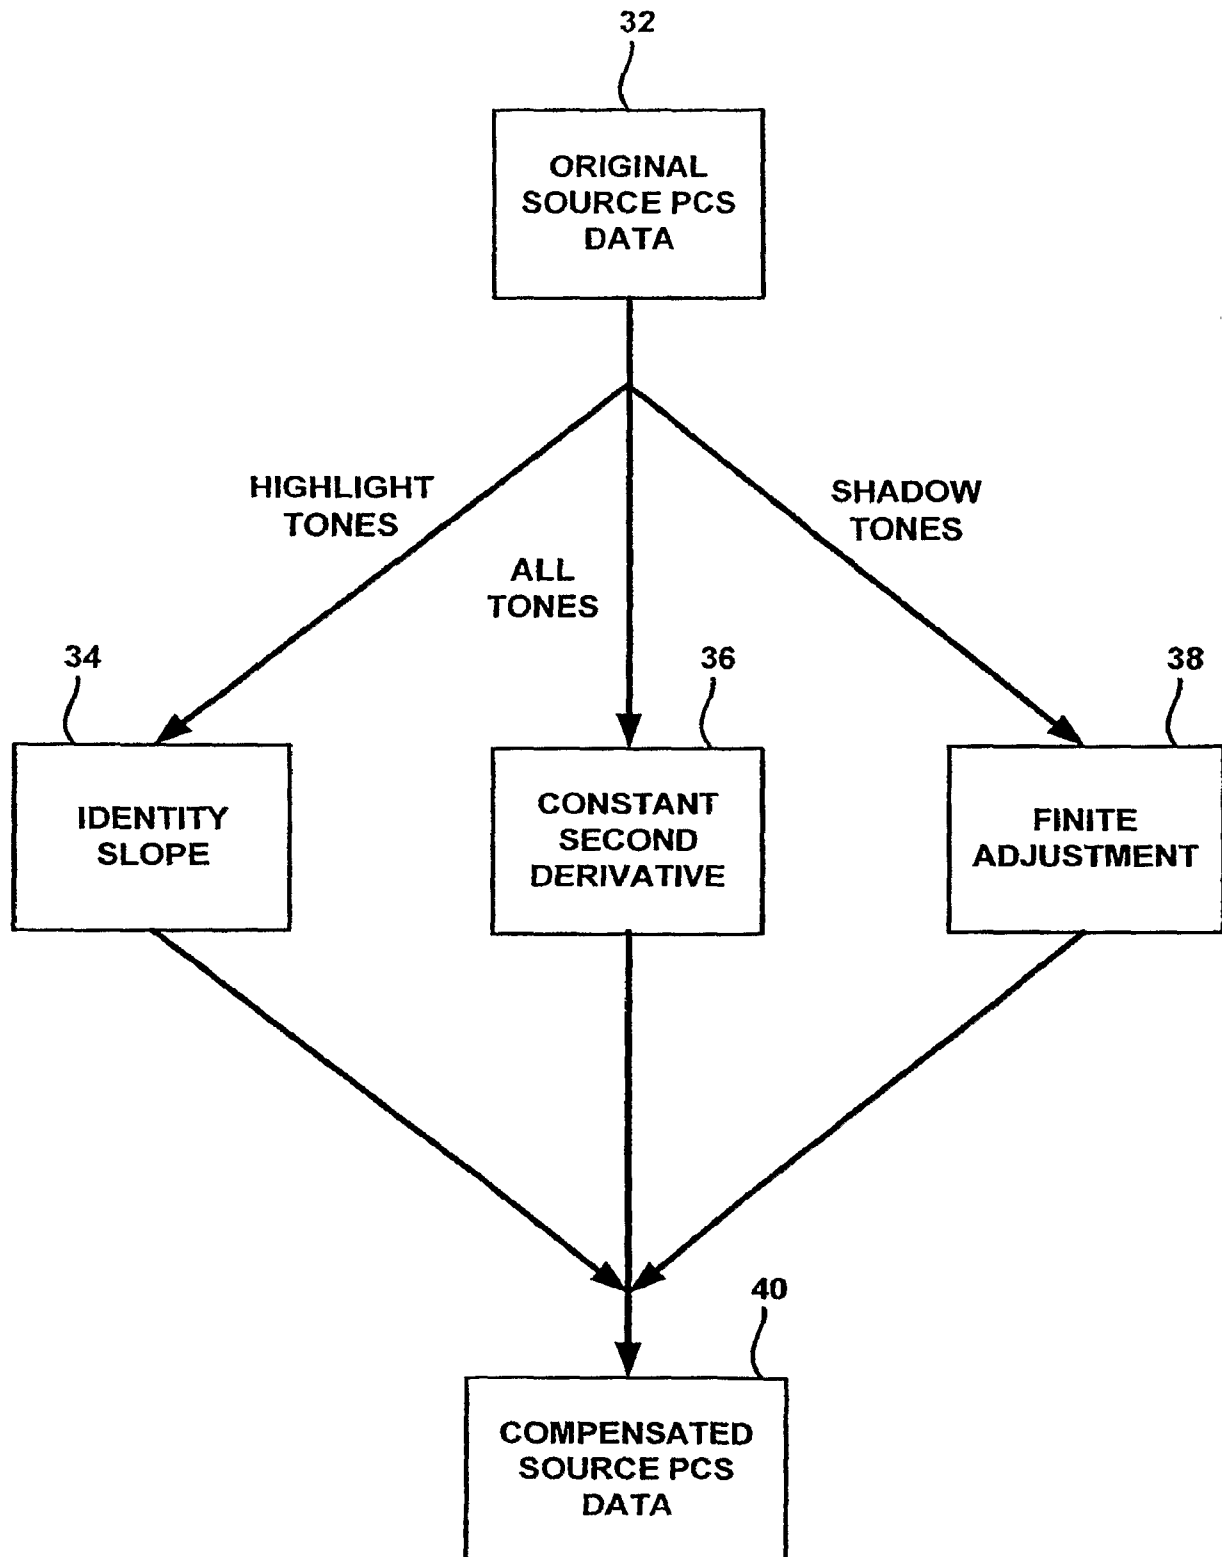 32
ORIGINAL
SOURCE PCS
DATA
HIGHLIGHT
TONES
ALL
TONES
SHADOW
TONES
34
IDENTITY
SLOPE
36
CONSTANT
SECOND
DERIVATIVE
38
FINITE
ADJUSTMENT
40
COMPENSATED
SOURCE PCS
DATA